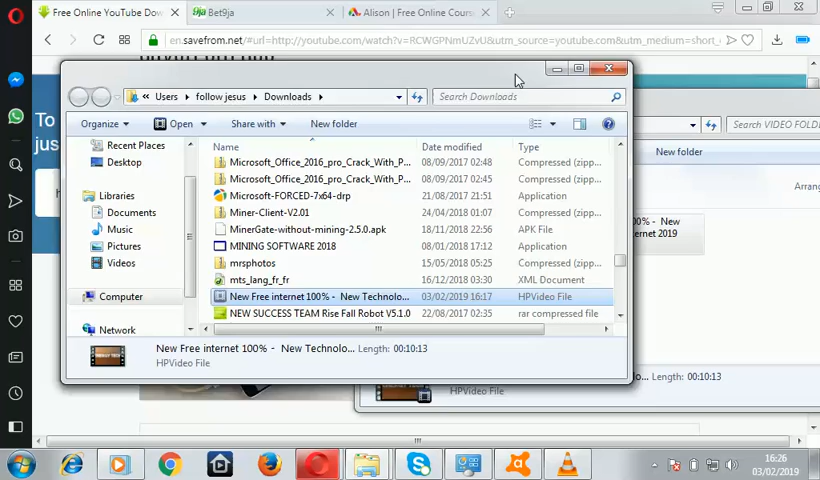 Free Online YouTube Dow
Bet9ja
Alison | Free Online Cours
en.savefrom.net/#url=http://youtube.com/watch?v=RCWGPNmUZvU&utm_source=youtube.com&utm_medium=short_
To
jus
h
Users
follow jesus
Downloads
Search Downloads
Search VIDEO FOLD
Organize
Open
Share with
New folder
New folder
Arrang
Recent Places
Desktop
Libraries
Documents
Music
Pictures
Videos
Computer
Network
Name
Date modified
Type
Microsoft_Office_2016_pro_Crack_With_P... 08/09/2017 02:48 Compressed (zipp...
Microsoft_Office_2016_pro_Crack_With_P... 08/09/2017 02:45 Compressed (zipp...
Microsoft-FORCED-7x64-drp 21/08/2017 21:51 Application
Miner-Client-V2.01 24/04/2018 01:07 Compressed (zipp...
MinerGate-without-mining-2.5.0.apk 18/11/2018 22:56 APK File
MINING SOFTWARE 2018 08/01/2018 17:12 Application
mrsphotos 15/05/2018 05:25 Compressed (zipp...
mts_lang_fr_fr 16/12/2018 03:30 XML Document
New Free internet 100% - New Technolo... 03/02/2019 16:17 HPVideo File
NEW SUCCESS TEAM Rise Fall Robot V5.1.0 22/08/2017 02:35 rar compressed file
00% - New
ternet 2019
New Free internet 100% - New Technolo... Length: 00:10:13
HPVideo File
lo... Length: 00:10:13
HPVideo File
16:26
03/02/2019